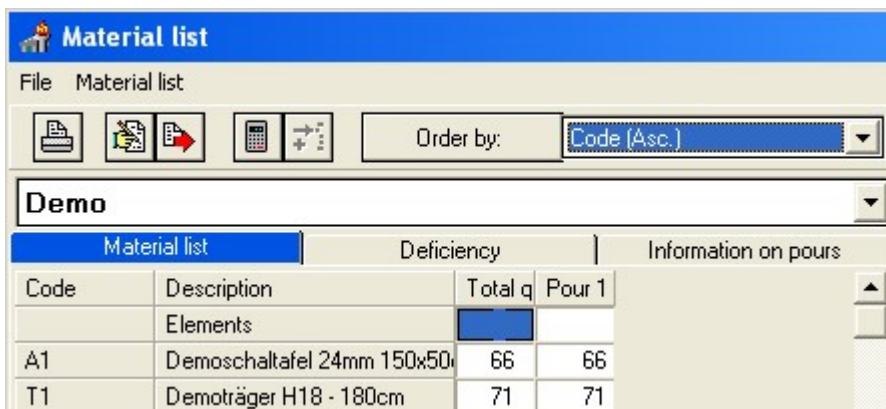 Material list
File Material list
Order by: Code (Asc.)
Demo
Material list Deficiency Information on pours
Code Description Total q Pour 1
Elements
A1 Demoschaltafel 24mm 150x50 66 66
T1 Demoträger H18 - 180cm 71 71